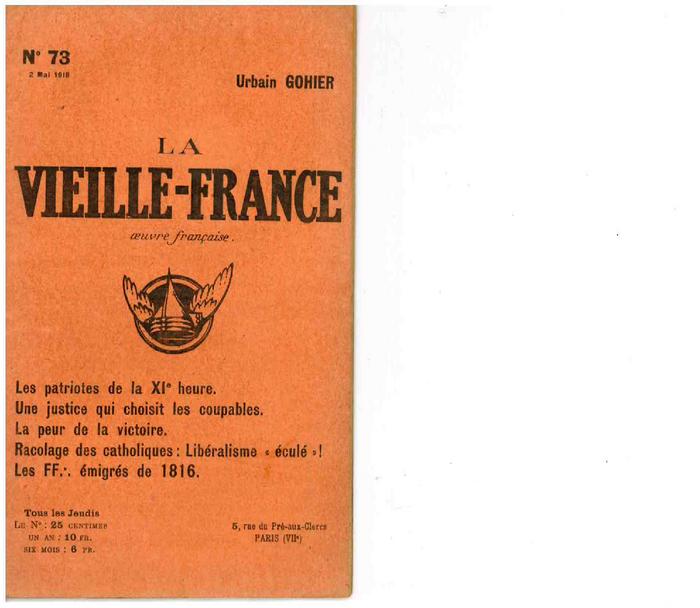 N° 73
2 Mai 1918
Urbain GOHIER
LA
VIEILLE-FRANCE
œuvre française.
Les patriotes de la XIe heure.
Une justice qui choisit les coupables.
La peur de la victoire.
Racolage des catholiques : Libéralisme « éculé » !
Les FF∴ émigrés de 1816.
Tous les Jeudis
LE N° : 25 CENTIMES
UN AN : 10 FR.
SIX MOIS : 6 FR.
5, rue du Pré-aux-Clercs
PARIS (VIIe)